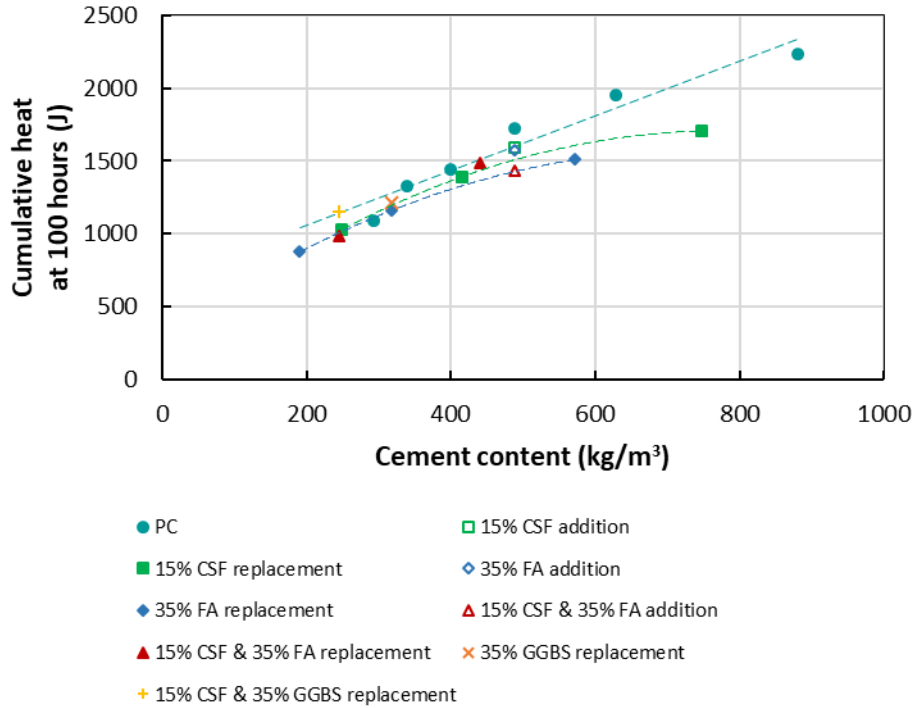 2500
2000
1500
1000
500
0
Cumulative heat
at 100 hours (J)
0 200 400 600 800 1000
Cement content (kg/m³)
PC
15% CSF addition
15% CSF replacement
35% FA addition
35% FA replacement
15% CSF & 35% FA addition
15% CSF & 35% FA replacement
35% GGBS replacement
15% CSF & 35% GGBS replacement